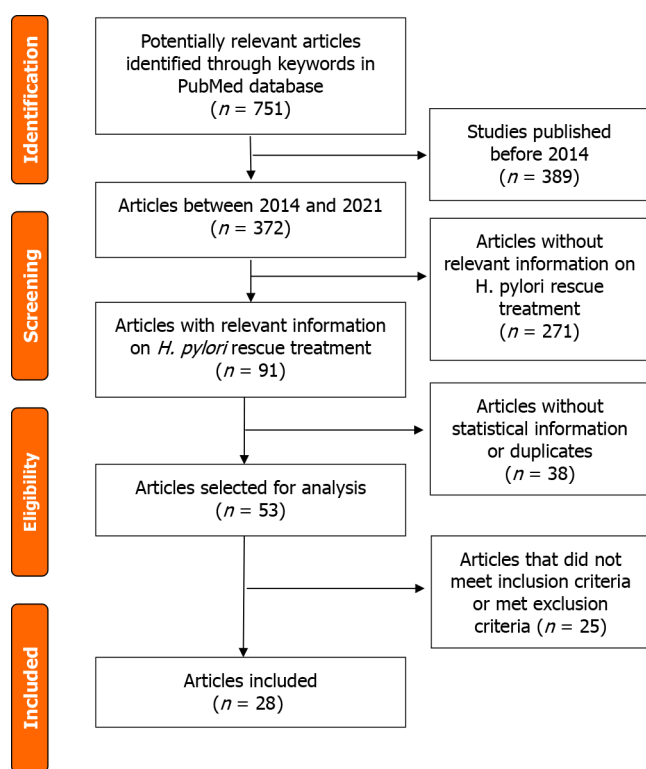 Identification
Potentially relevant articles
identified through keywords in
PubMed database
(n = 751)
Studies published
before 2014
(n = 389)
Articles between 2014 and 2021
(n = 372)
Screening
Articles without
relevant information on
H. pylori rescue
treatment
(n = 271)
Articles with relevant information
on H. pylori rescue treatment
(n = 91)
Eligibility
Articles without
statistical information
or duplicates
(n = 38)
Articles selected for analysis
(n = 53)
Articles that did not
meet inclusion criteria
or met exclusion
criteria (n = 25)
Included
Articles included
(n = 28)